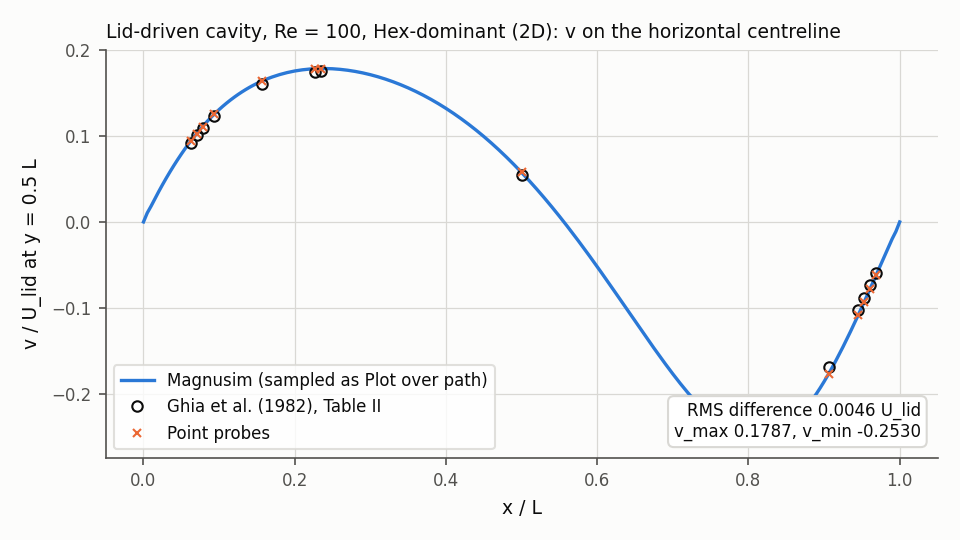 Lid-driven cavity, Re = 100, Hex-dominant (2D): v on the horizontal centreline
v / U_lid at y = 0.5 L
0.2
0.1
0.0
−0.1
−0.2
Magnusim (sampled as Plot over path)
Ghia et al. (1982), Table II
Point probes
RMS difference 0.0046 U_lid
v_max 0.1787, v_min -0.2530
0.0 0.2 0.4 0.6 0.8 1.0
x / L